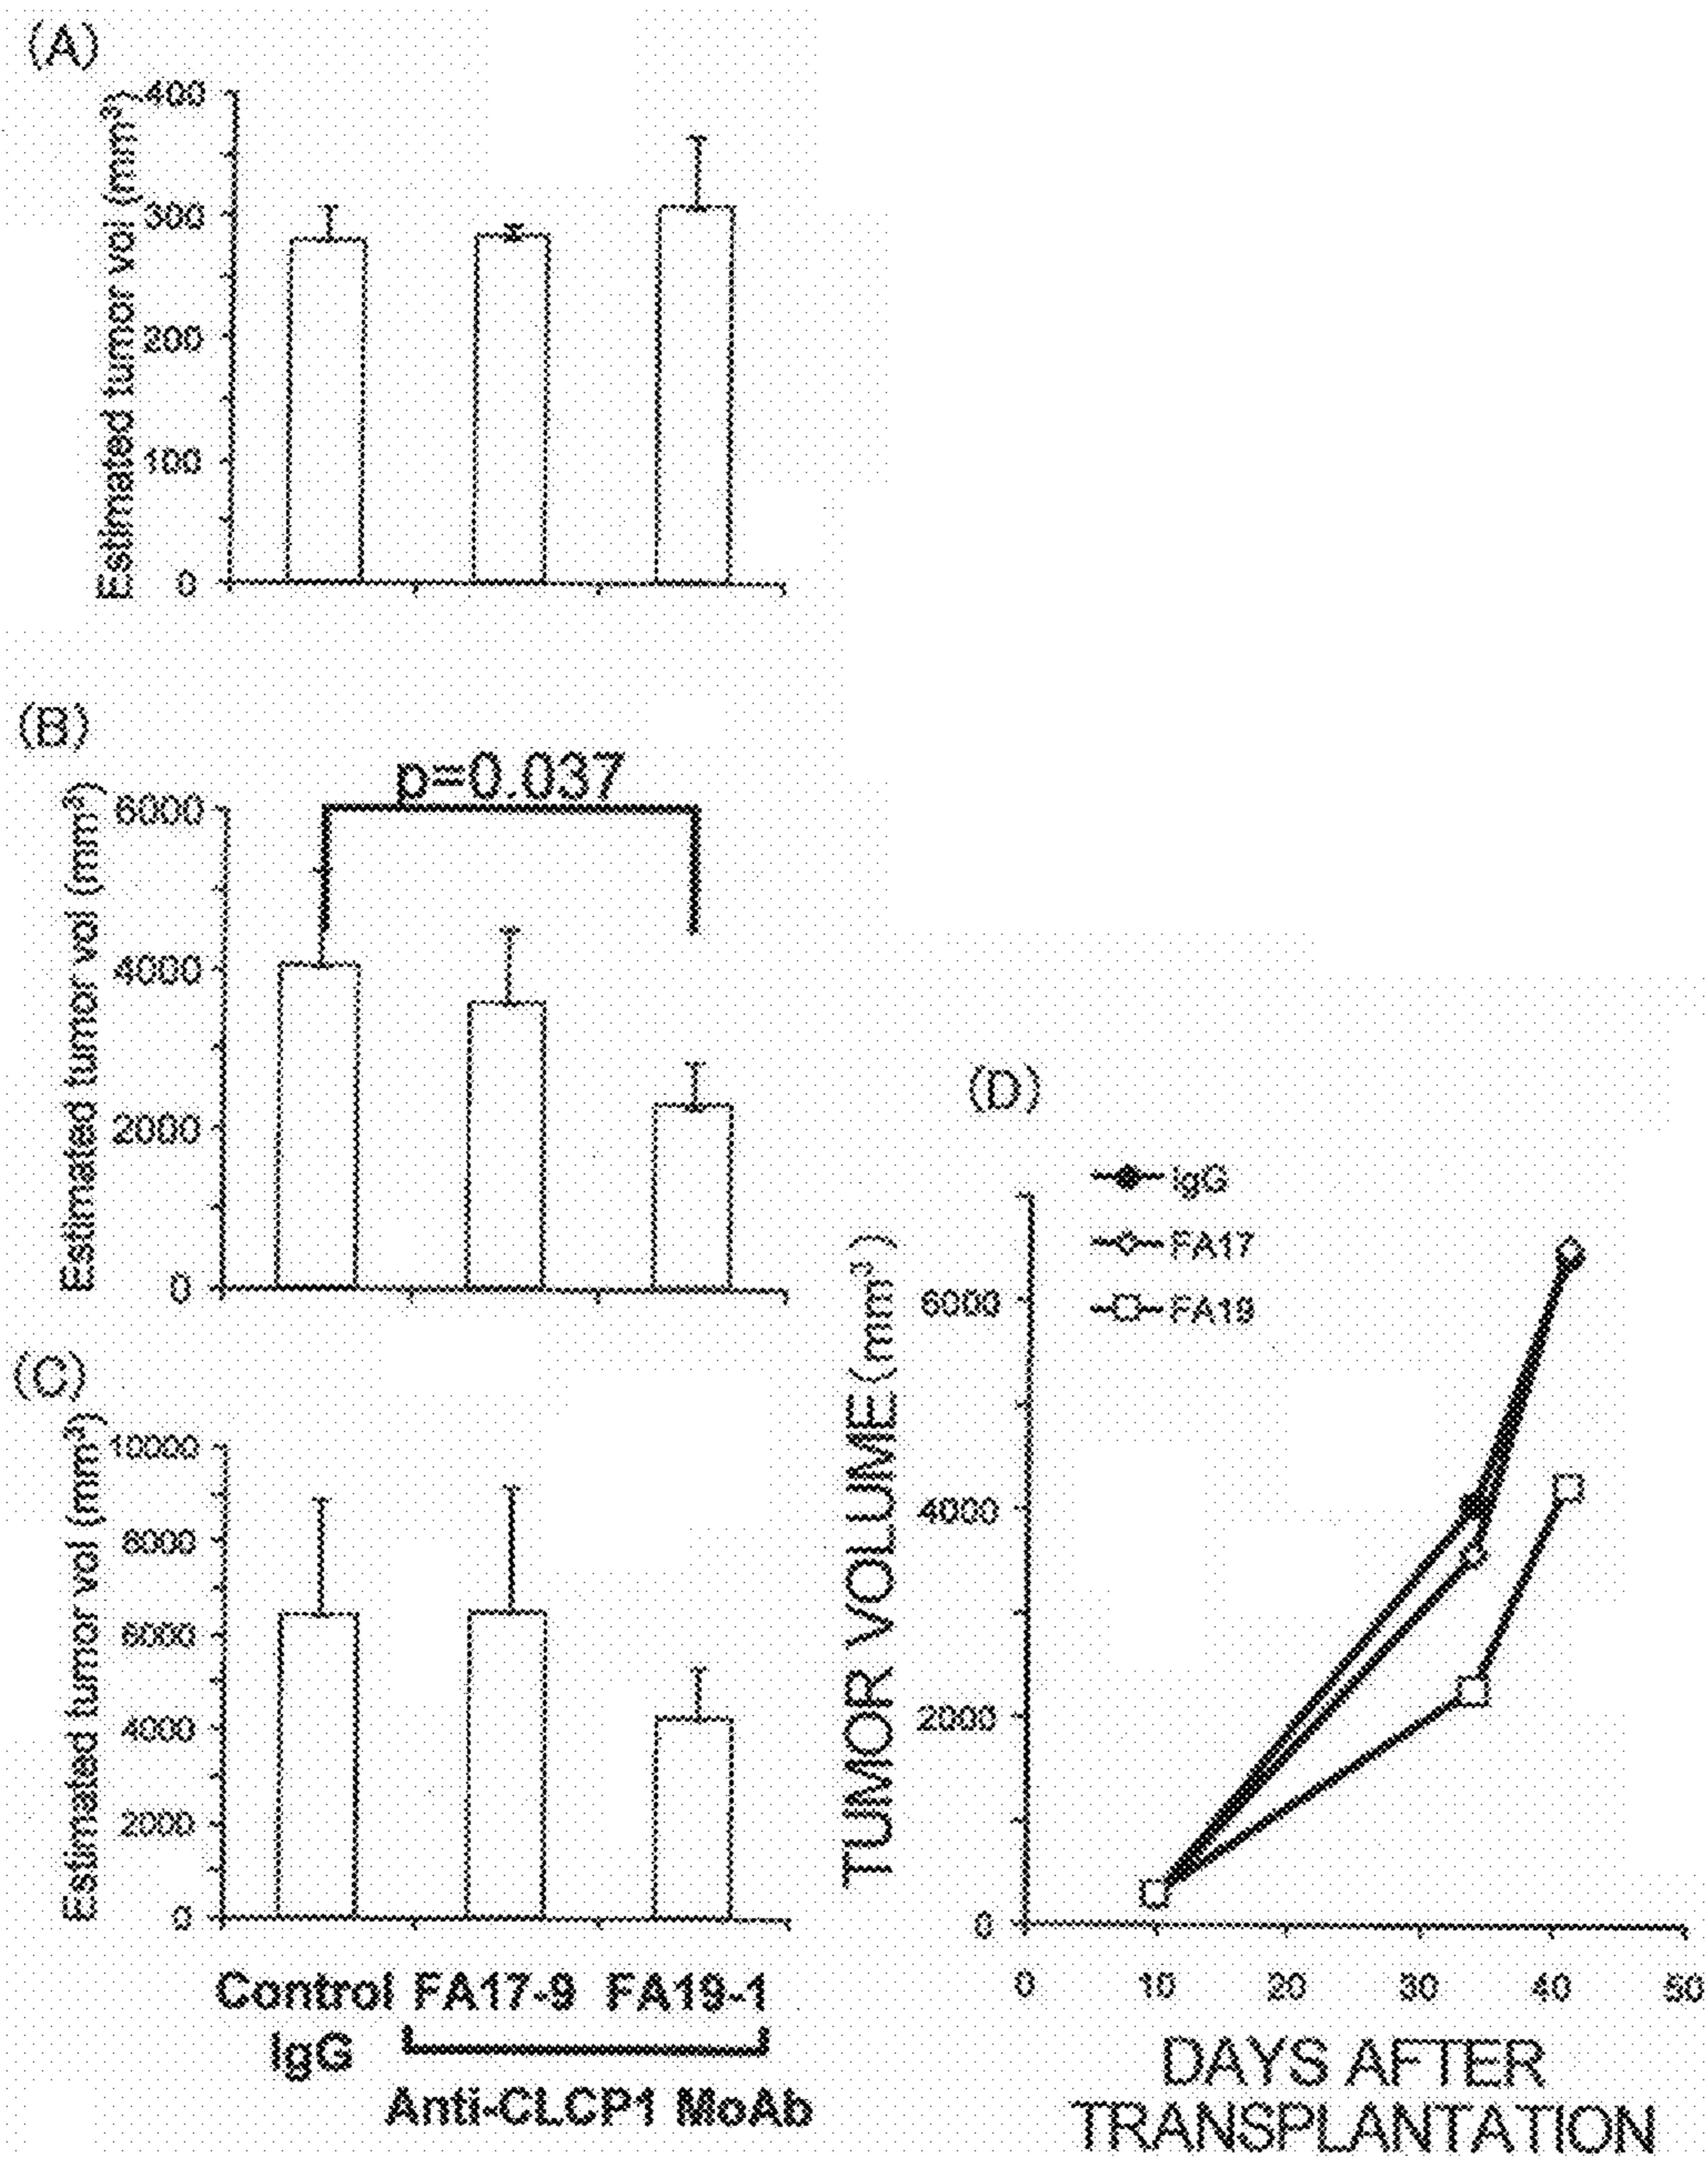 (A)
Estimated tumor vol (mm³)
400
300
200
100
0
(B)
p=0.037
Estimated tumor vol (mm³)
6000
4000
2000
0
(C)
Estimated tumor vol (mm³)
10000
8000
6000
4000
2000
0
Control FA17-9 FA19-1
IgG
Anti-CLCP1 MoAb
(D)
IgG
FA17
FA19
TUMOR VOLUME(mm³)
6000
4000
2000
0
0 10 20 30 40 50
DAYS AFTER
TRANSPLANTATION